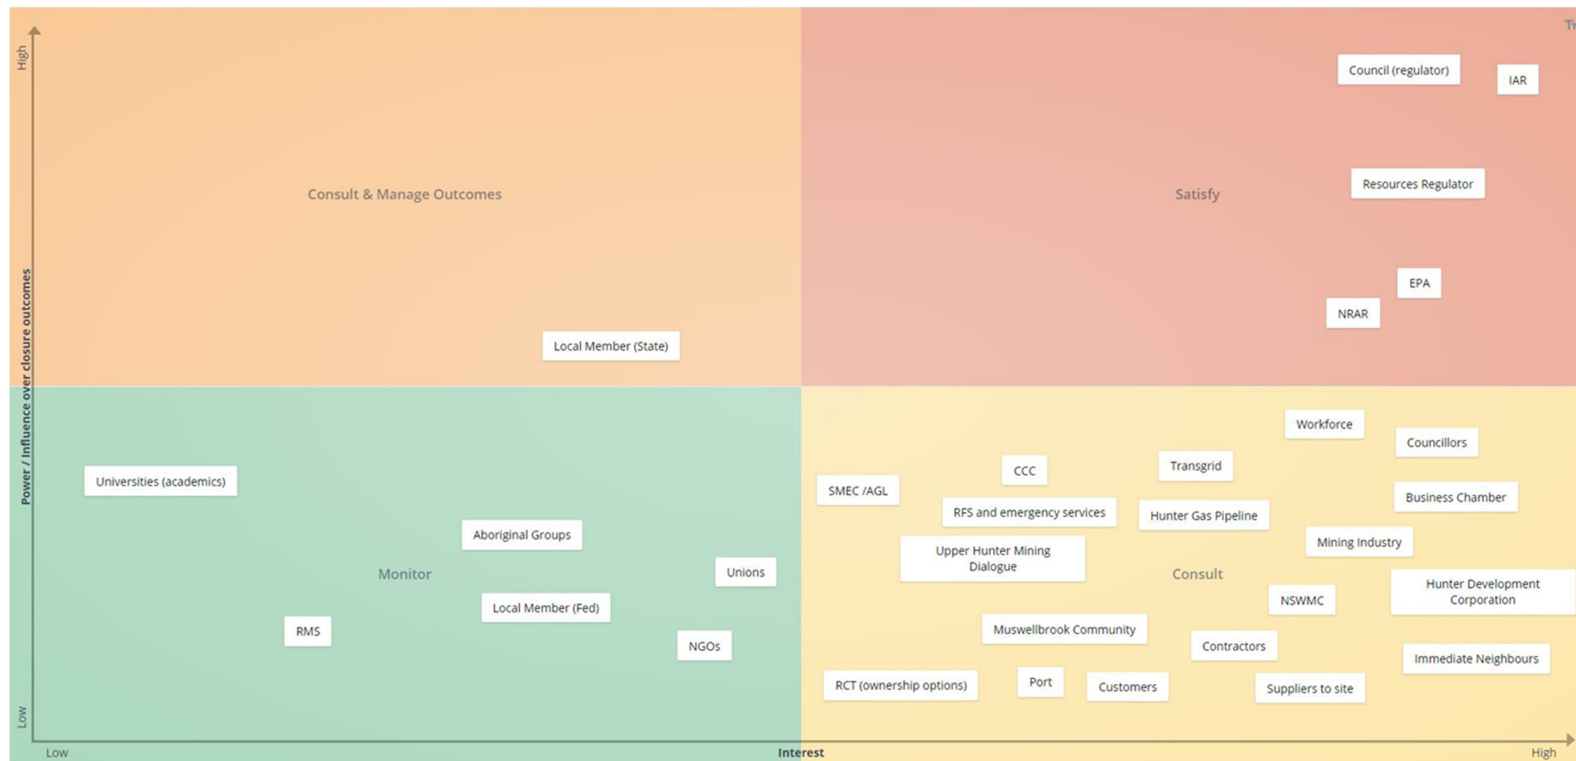 High
Tr
Council (regulator)
IAR
Consult & Manage Outcomes
Satisfy
Resources Regulator
EPA
NRAR
Local Member (State)
Power / Influence over closure outcomes
Workforce
Councillors
CCC
Transgrid
Universities (academics)
SMEC /AGL
Business Chamber
RFS and emergency services
Hunter Gas Pipeline
Aboriginal Groups
Mining Industry
Upper Hunter Mining
Dialogue
Unions
Monitor
Consult
Hunter Development
Corporation
NSWMC
Local Member (Fed)
RMS
Muswellbrook Community
NGOs
Contractors
Immediate Neighbours
RCT (ownership options)
Port
Customers
Suppliers to site
Low
Low
Interest
High